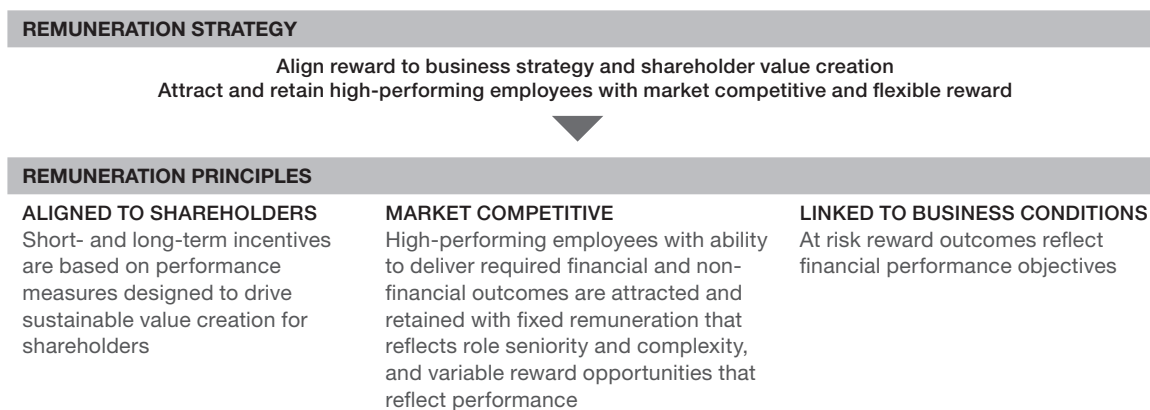 REMUNERATION STRATEGY
Align reward to business strategy and shareholder value creation
Attract and retain high-performing employees with market competitive and flexible reward
REMUNERATION PRINCIPLES
ALIGNED TO SHAREHOLDERS
Short- and long-term incentives
are based on performance
measures designed to drive
sustainable value creation for
shareholders
MARKET COMPETITIVE
High-performing employees with ability
to deliver required financial and non-
financial outcomes are attracted and
retained with fixed remuneration that
reflects role seniority and complexity,
and variable reward opportunities that
reflect performance
LINKED TO BUSINESS CONDITIONS
At risk reward outcomes reflect
financial performance objectives